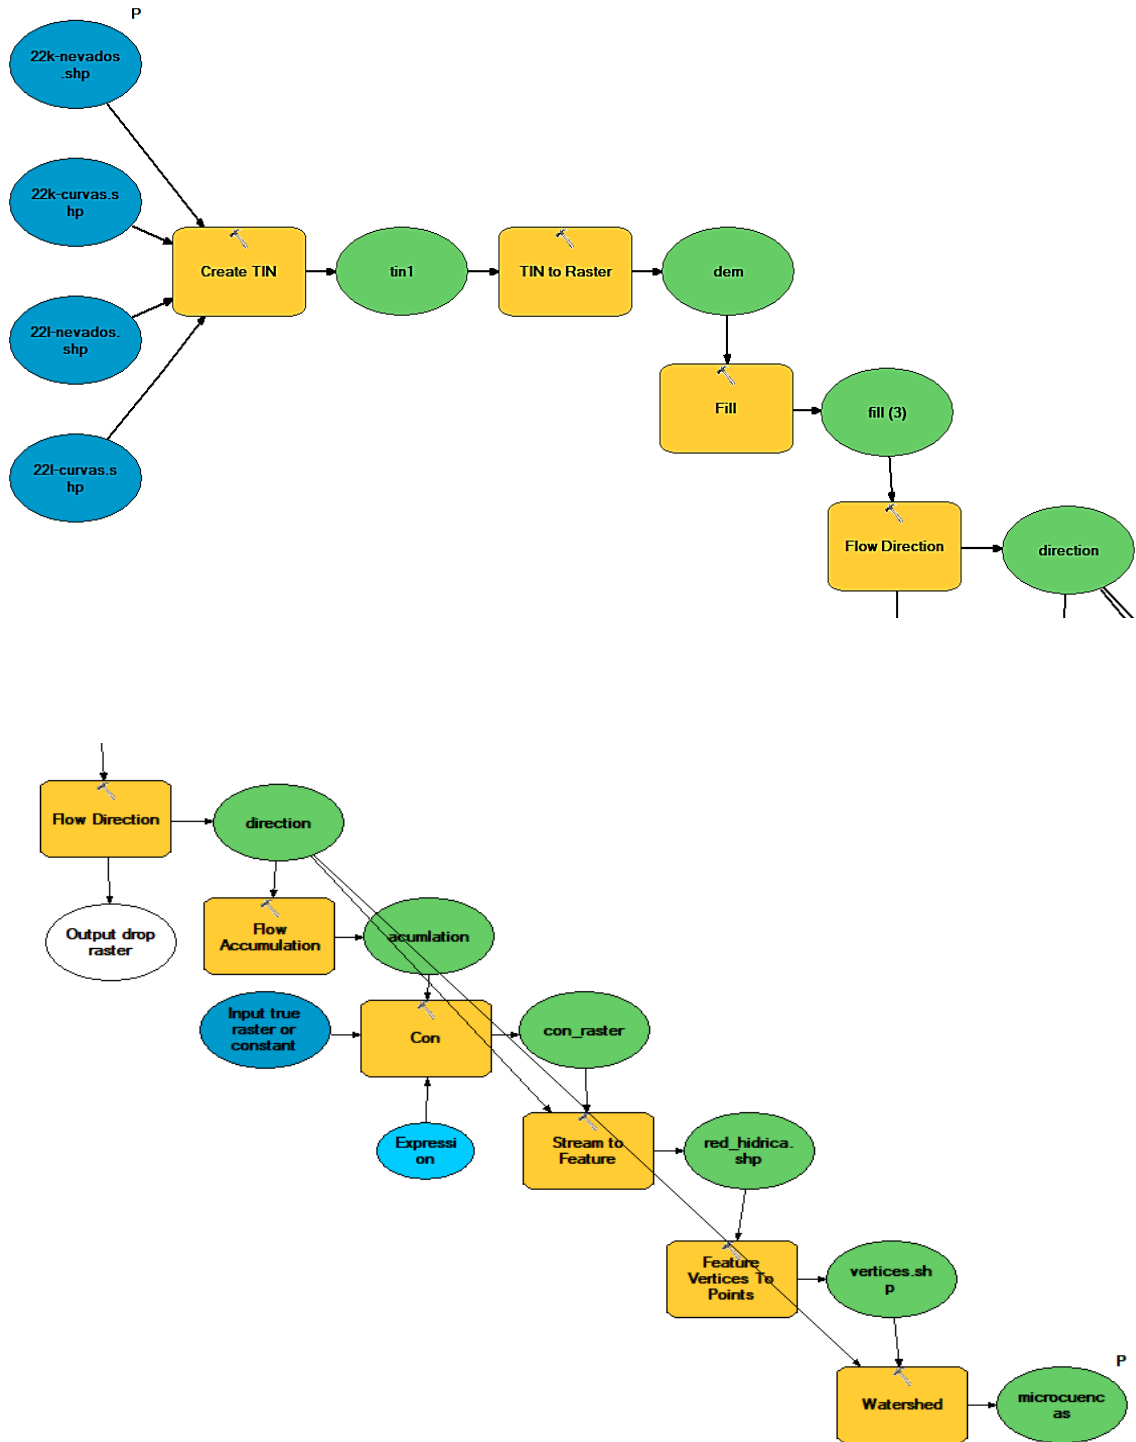 P
22k-nevados
.shp
22k-curvas.s
hp
22l-nevados.
shp
22l-curvas.s
hp
Create TIN
tin1
TIN to Raster
dem
Fill
fill (3)
Flow Direction
direction
Flow Direction
direction
Output drop
raster
Flow
Accumulation
acumlation
Input true
raster or
constant
Con
con_raster
Expressi
on
Stream to
Feature
red_hidrica.
shp
Feature
Vertices To
Points
vertices.sh
p
Watershed
P
microcuenc
as